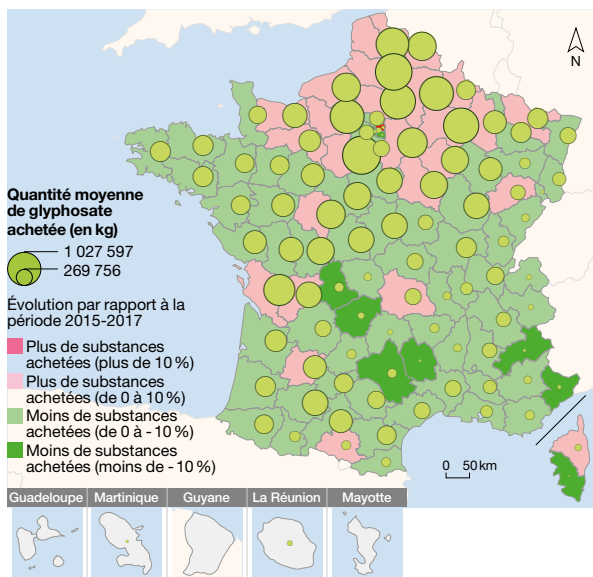 N
Quantité moyenne
de glyphosate
achetée (en kg)
1 027 597
269 756
Évolution par rapport à la
période 2015-2017
Plus de substances
achetées (plus de 10 %)
Plus de substances
achetées (de 0 à 10 %)
Moins de substances
achetées (de 0 à - 10 %)
Moins de substances
achetées (moins de - 10 %)
0 50 km
Guadeloupe Martinique Guyane La Réunion Mayotte